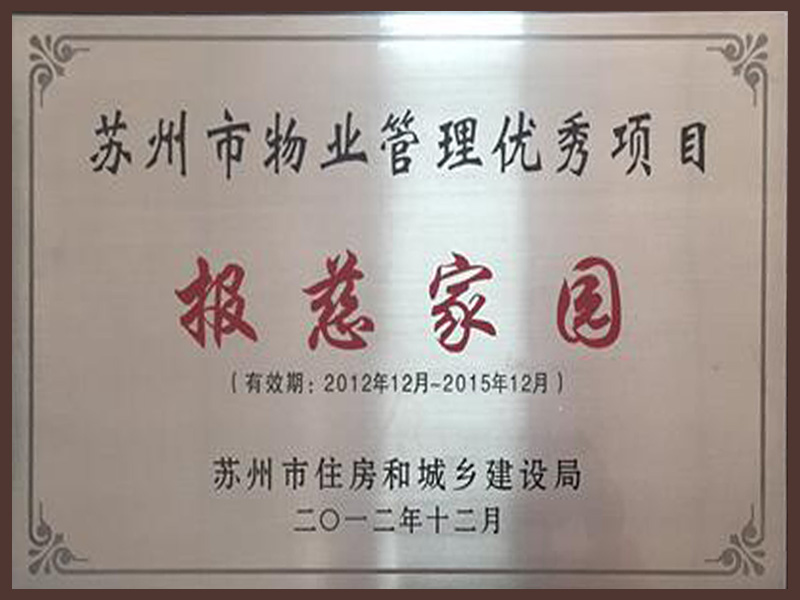 苏州市物业管理优秀项目
报慈家园
（有效期：2012年12月-2015年12月）
苏州市住房和城乡建设局
二〇一二年十二月